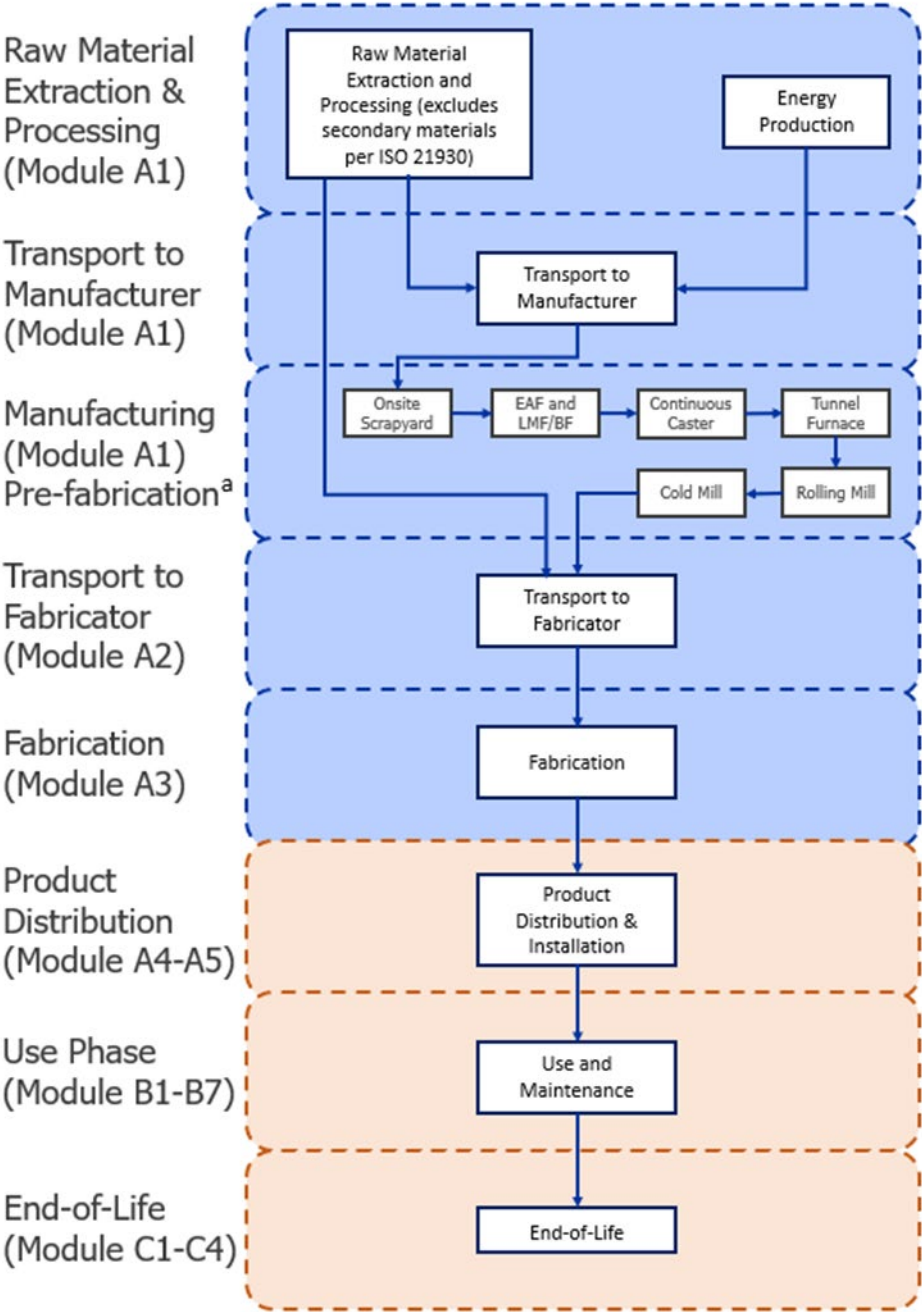 Raw Material
Extraction &
Processing
(Module A1)
Raw Material
Extraction and
Processing (excludes
secondary materials
per ISO 21930)
Energy
Production
Transport to
Manufacturer
(Module A1)
Transport to
Manufacturer
Manufacturing
(Module A1)
Pre-fabricationᵃ
Onsite
Scrapyard
EAF and
LMF/BF
Continuous
Caster
Tunnel
Furnace
Cold Mill
Rolling Mill
Transport to
Fabricator
(Module A2)
Transport to
Fabricator
Fabrication
(Module A3)
Fabrication
Product
Distribution
(Module A4-A5)
Product
Distribution &
Installation
Use Phase
(Module B1-B7)
Use and
Maintenance
End-of-Life
(Module C1-C4)
End-of-Life